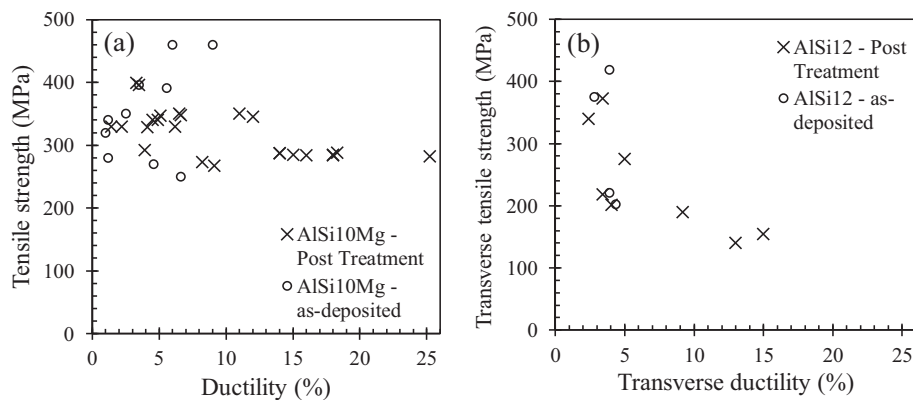 (a)
Tensile strength (MPa)
500
400
300
200
100
0
AlSi10Mg -
Post Treatment
AlSi10Mg -
as-deposited
0 5 10 15 20 25
Ductility (%)
(b)
Transverse tensile strength (MPa)
500
400
300
200
100
0
AlSi12 - Post
Treatment
AlSi12 - as-
deposited
0 5 10 15 20 25
Transverse ductility (%)